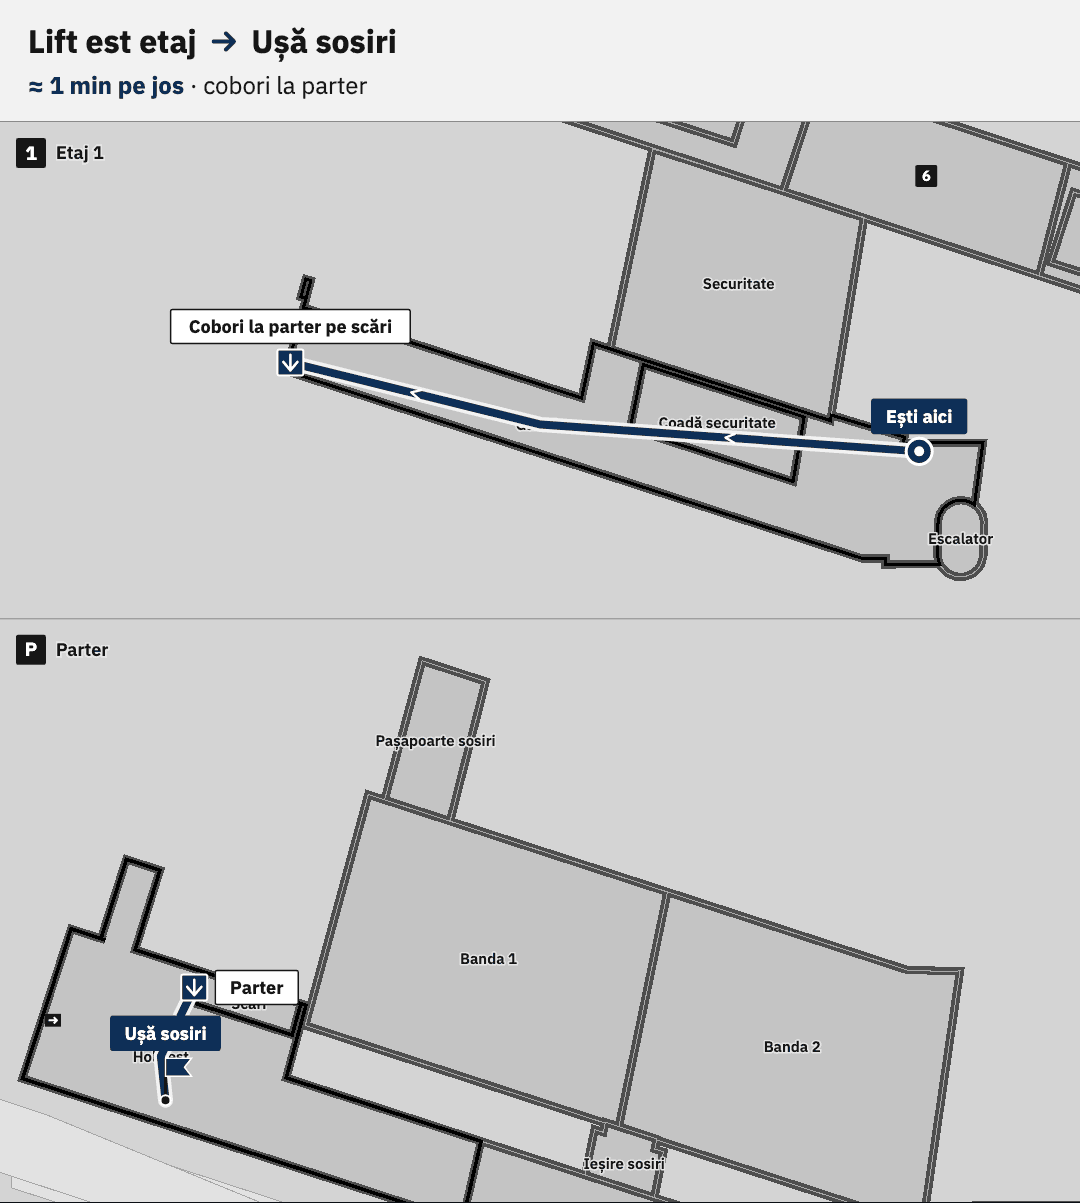 Lift est etaj → Ușă sosiri
≈ 1 min pe jos · cobori la parter
1 Etaj 1
6
Securitate
Cobori la parter pe scări
Coadă securitate
Ești aici
Escalator
P Parter
Pașapoarte sosiri
Banda 1
Parter
Ușă sosiri
Banda 2
Ieșire sosiri